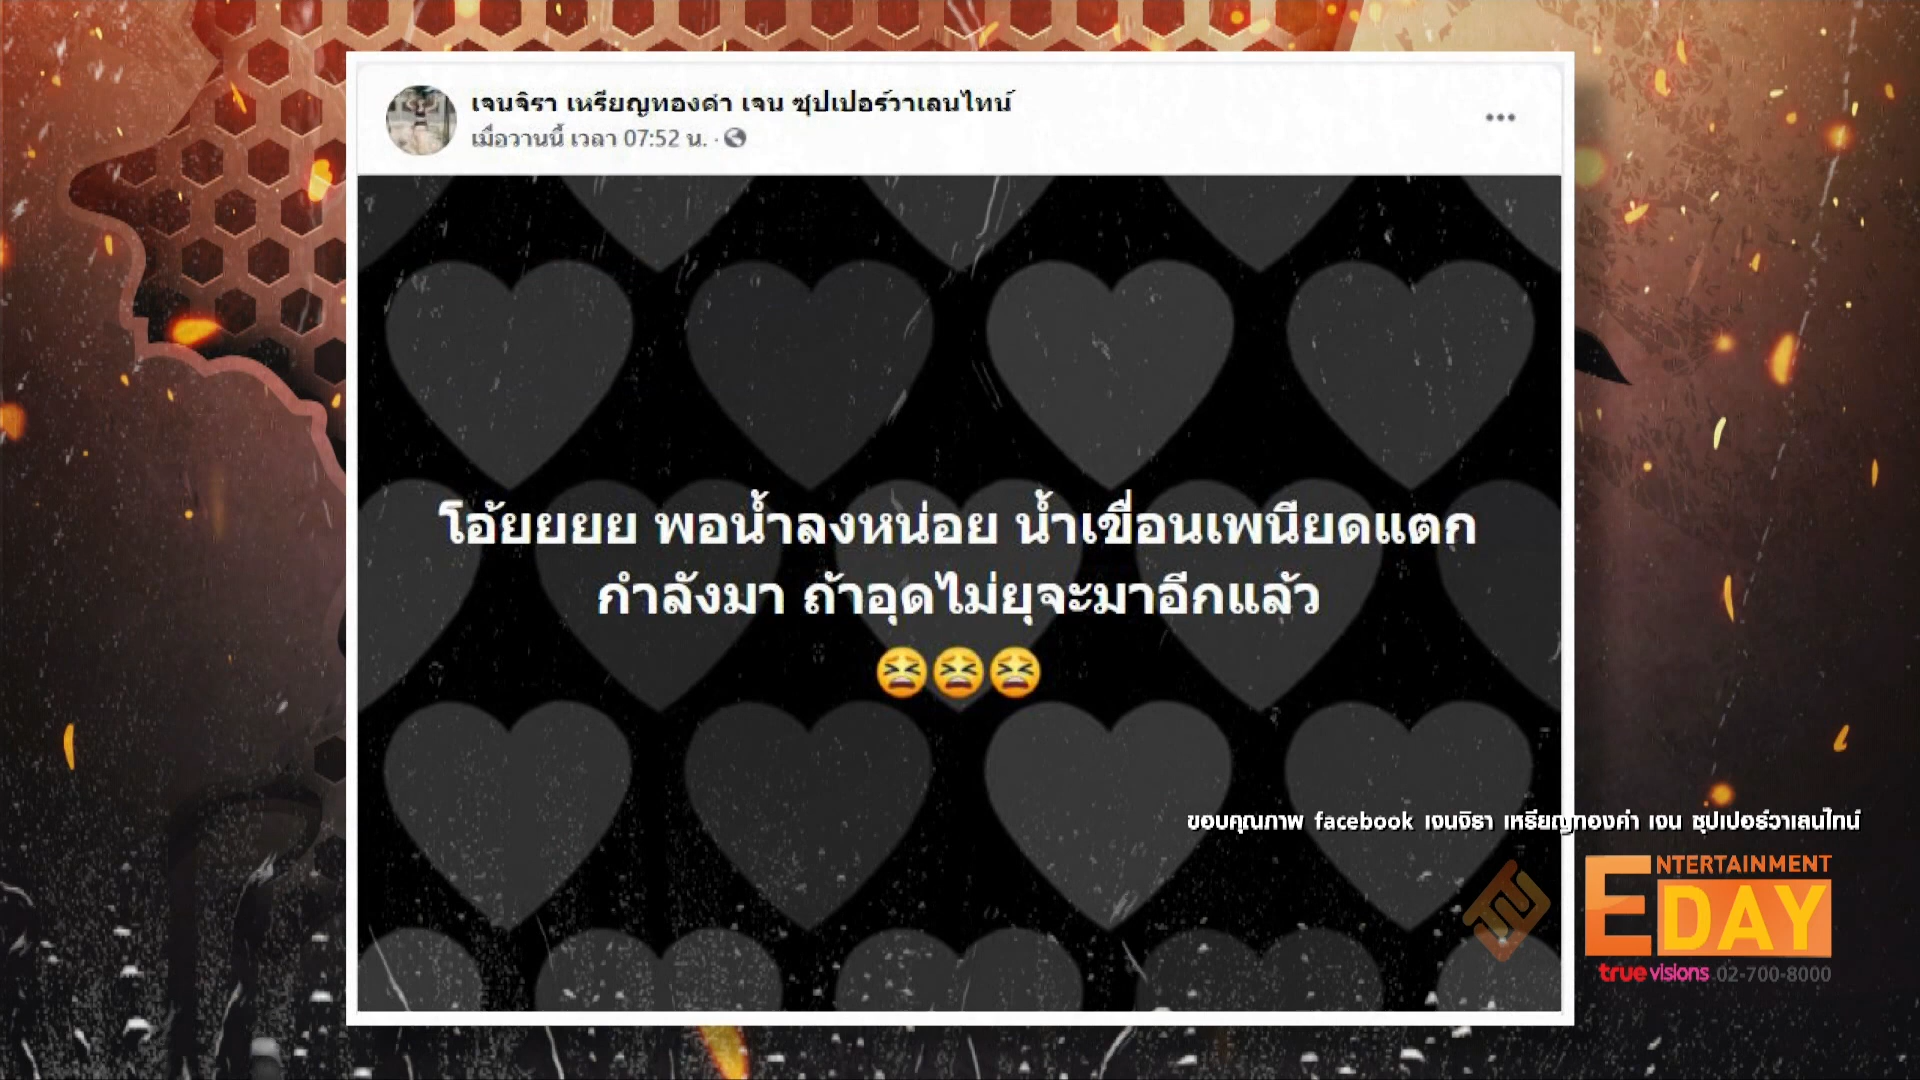 เจนจิรา เหรียญทองคำ เจน ซุปเปอร์วาเลนไทน์
เมื่อวานนี้ เวลา 07:52 น. ·
โอ้ยยยย พอน้ำลงหน่อย น้ำเขื่อนเพนียดแตก
กำลังมา ถ้าอุดไม่ยุจะมาอีกแล้ว
😫😫😫
ขอบคุณภาพ facebook เจนจิรา เหรียญทองคำ เจน ซุปเปอร์วาเลนไทน์
ENTERTAINMENT
DAY
truevisions 02-700-8000